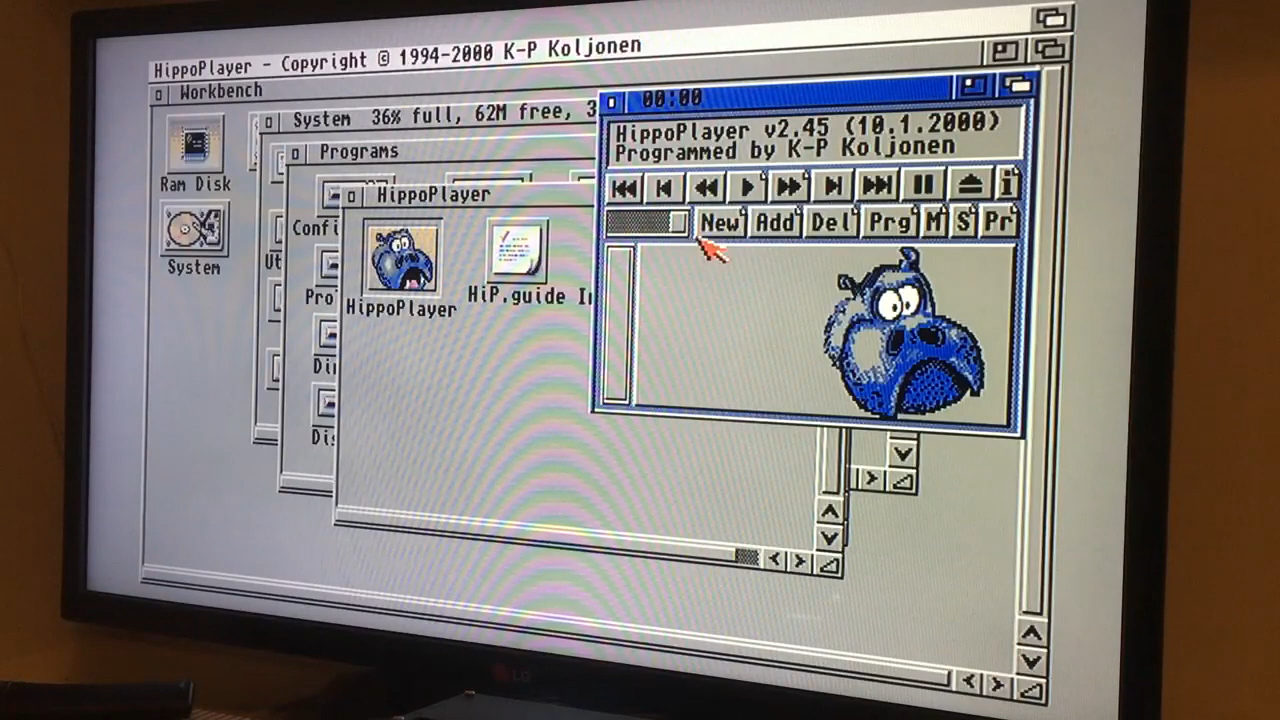 HippoPlayer - Copyright © 1994-2000 K-P Koljonen
Workbench
System 36% full, 62M free, 3
Programs
HippoPlayer
00:00
HippoPlayer v2.45 (10.1.2000)
Programmed by K-P Koljonen
i
New Add Del Prg M S Pr
Ram Disk
System
HippoPlayer
HiP.guide
Confi
Ut
Pro
Di
LG